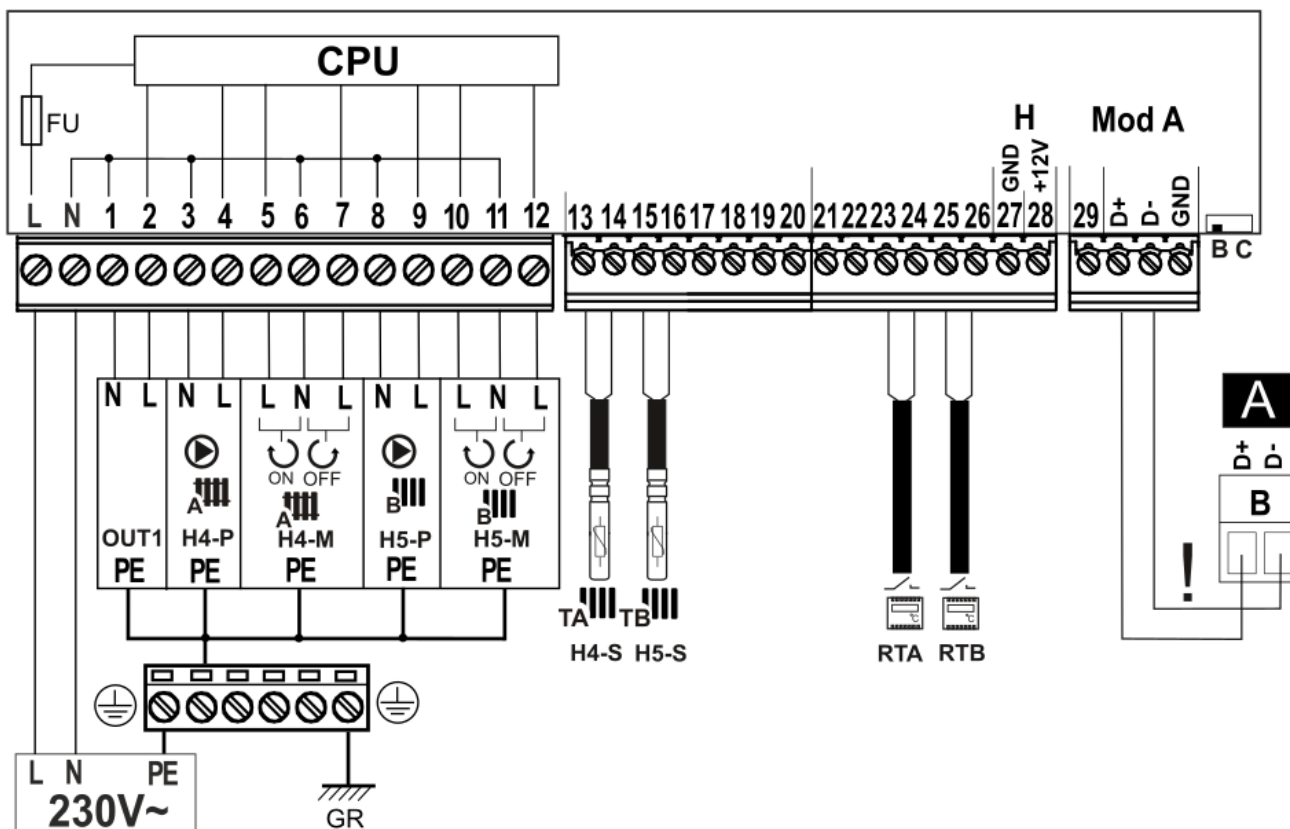 CPU
FU
H
Mod A
GND
+12V
D+
D-
GND
L N 1 2 3 4 5 6 7 8 9 10 11 12
13 14 15 16 17 18 19 20 21 22 23 24 25 26 27 28
29
B C
N L N L L N L N L L N L
ON OFF
ON OFF
A
A
B
B
OUT1 H4-P H4-M H5-P H5-M
PE PE PE PE PE
TA TB
H4-S H5-S
RTA RTB
A
D+
D-
B
!
L N PE
230V~
GR
°C
°C